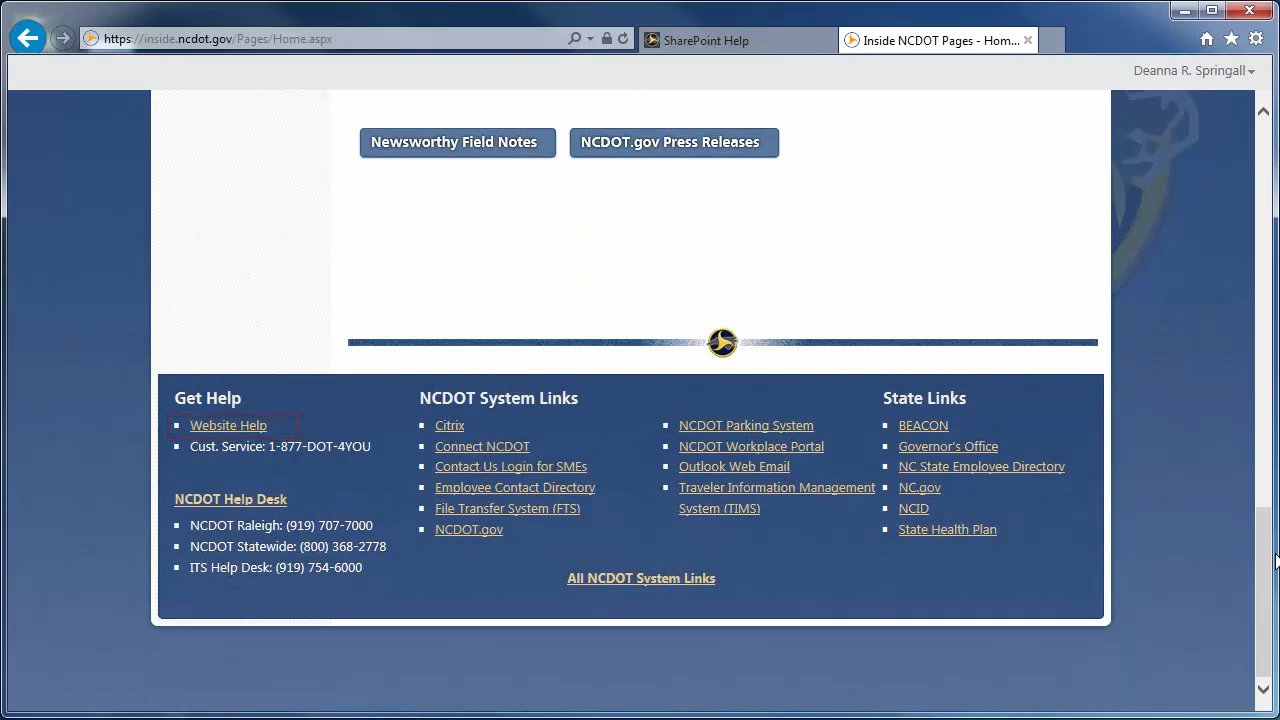 https://inside.ncdot.gov/Pages/Home.aspx
SharePoint Help
Inside NCDOT Pages - Hom...
Deanna R. Springall
Newsworthy Field Notes
NCDOT.gov Press Releases
Get Help
Website Help
Cust. Service: 1-877-DOT-4YOU
NCDOT Help Desk
NCDOT Raleigh: (919) 707-7000
NCDOT Statewide: (800) 368-2778
ITS Help Desk: (919) 754-6000
NCDOT System Links
Citrix
Connect NCDOT
Contact Us Login for SMEs
Employee Contact Directory
File Transfer System (FTS)
NCDOT.gov
NCDOT Parking System
NCDOT Workplace Portal
Outlook Web Email
Traveler Information Management
System (TIMS)
All NCDOT System Links
State Links
BEACON
Governor's Office
NC State Employee Directory
NC.gov
NCID
State Health Plan